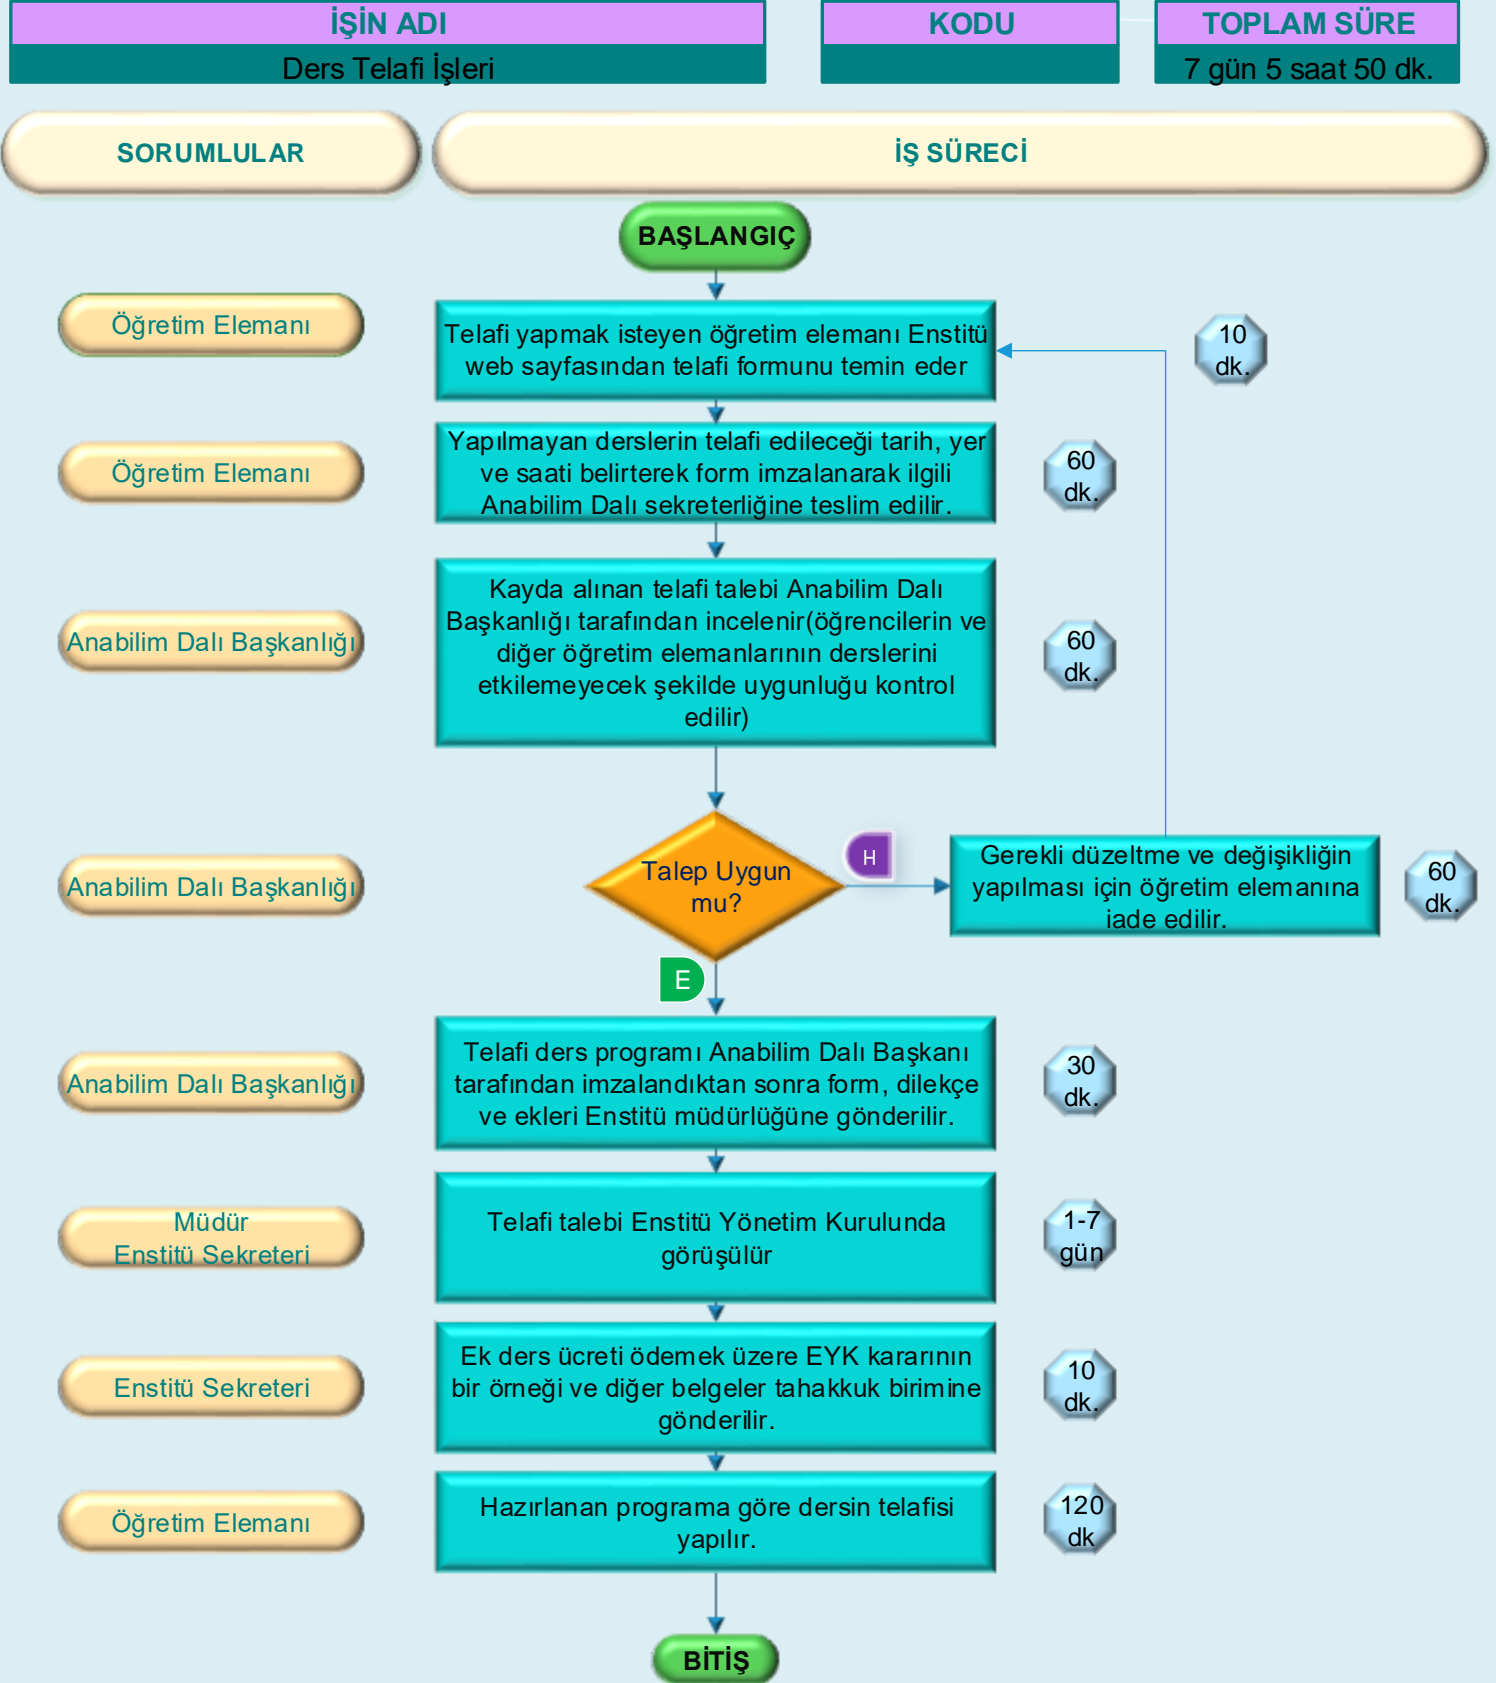 İŞİN ADI
KODU
TOPLAM SÜRE
Ders Telafi İşleri
7 gün 5 saat 50 dk.
SORUMLULAR
İŞ SÜRECİ
BAŞLANGIÇ
Öğretim Elemanı
Telafi yapmak isteyen öğretim elemanı Enstitü
web sayfasından telafi formunu temin eder
10
dk.
Öğretim Elemanı
Yapılmayan derslerin telafi edileceği tarih, yer
ve saati belirterek form imzalanarak ilgili
Anabilim Dalı sekreterliğine teslim edilir.
60
dk.
Anabilim Dalı Başkanlığı
Kayda alınan telafi talebi Anabilim Dalı
Başkanlığı tarafından incelenir(öğrencilerin ve
diğer öğretim elemanlarının derslerini
etkilemeyecek şekilde uygunluğu kontrol
edilir)
60
dk.
Anabilim Dalı Başkanlığı
Talep Uygun
mu?
H
Gerekli düzeltme ve değişikliğin
yapılması için öğretim elemanına
iade edilir.
60
dk.
E
Anabilim Dalı Başkanlığı
Telafi ders programı Anabilim Dalı Başkanı
tarafından imzalandıktan sonra form, dilekçe
ve ekleri Enstitü müdürlüğüne gönderilir.
30
dk.
Müdür
Enstitü Sekreteri
Telafi talebi Enstitü Yönetim Kurulunda
görüşülür
1-7
gün
Enstitü Sekreteri
Ek ders ücreti ödemek üzere EYK kararının
bir örneği ve diğer belgeler tahakkuk birimine
gönderilir.
10
dk.
Öğretim Elemanı
Hazırlanan programa göre dersin telafisi
yapılır.
120
dk
BİTİŞ